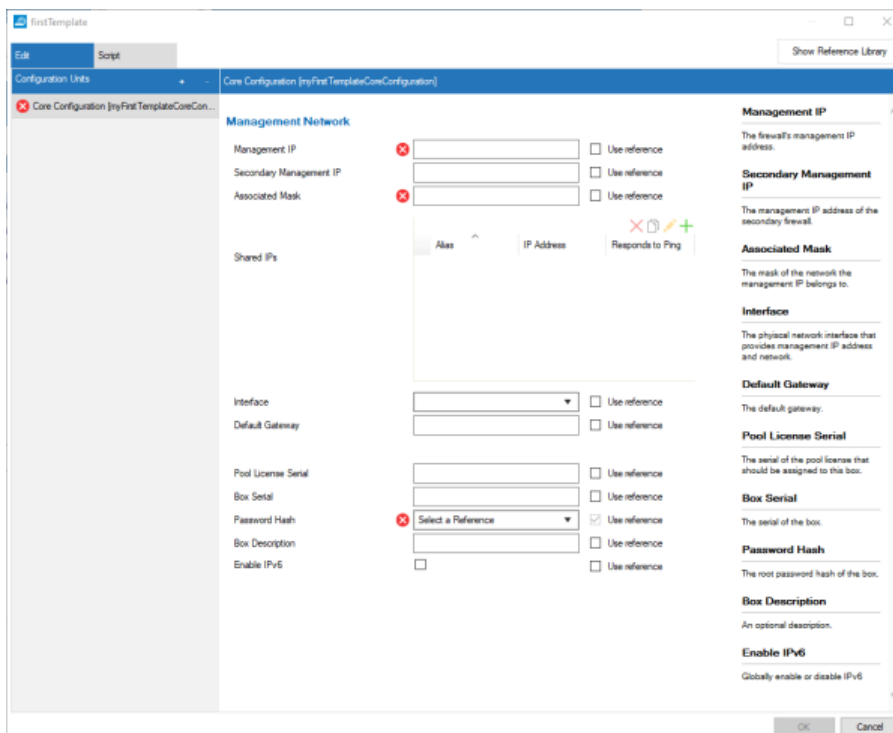 firstTemplate
Edit
Script
Show Reference Library
Configuration Units
+ -
Core Configuration [myFirstTemplateCoreConfiguration]
Core Configuration [myFirstTemplateCoreCon...
Management Network
Management IP
Use reference
Secondary Management IP
Use reference
Associated Mask
Use reference
Shared IPs
Alias
IP Address
Responds to Ping
Interface
Use reference
Default Gateway
Use reference
Pool License Serial
Use reference
Box Serial
Use reference
Password Hash
Select a Reference
Use reference
Box Description
Use reference
Enable IPv6
Use reference
Management IP
The firewall's management IP
address.
Secondary Management
IP
The management IP address of the
secondary firewall.
Associated Mask
The mask of the network the
management IP belongs to.
Interface
The phyiscal network interface that
provides management IP address
and network.
Default Gateway
The default gateway.
Pool License Serial
The serial of the pool license that
should be assigned to this box.
Box Serial
The serial of the box.
Password Hash
The root password hash of the box.
Box Description
An optional description.
Enable IPv6
Globally enable or disable IPv6
OK
Cancel